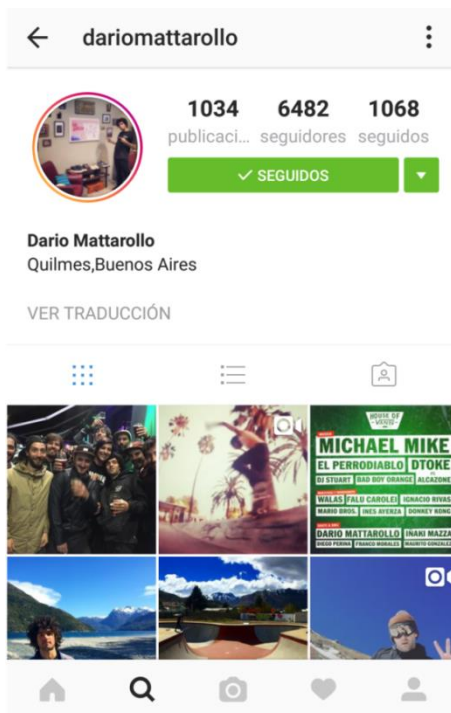 dariomattarollo
1034 6482 1068
publicaci... seguidores seguidos
SEGUIDOS
Dario Mattarollo
Quilmes,Buenos Aires
VER TRADUCCIÓN
HOUSE OF
VANS
MICHAEL MIKE
EL PERRODIABLO DTOKE
DJ STUART BAD BOY ORANGE ALCAZONE
WALAS FALU CAROLEI IGNACIO RIVAS
MARIO BROS. INES AYERZA DONKEY KONG
DARIO MATTAROLLO IÑAKI MAZZA
DIEGO PERINA FRANCO MORALES MAURITO GONZALEZ